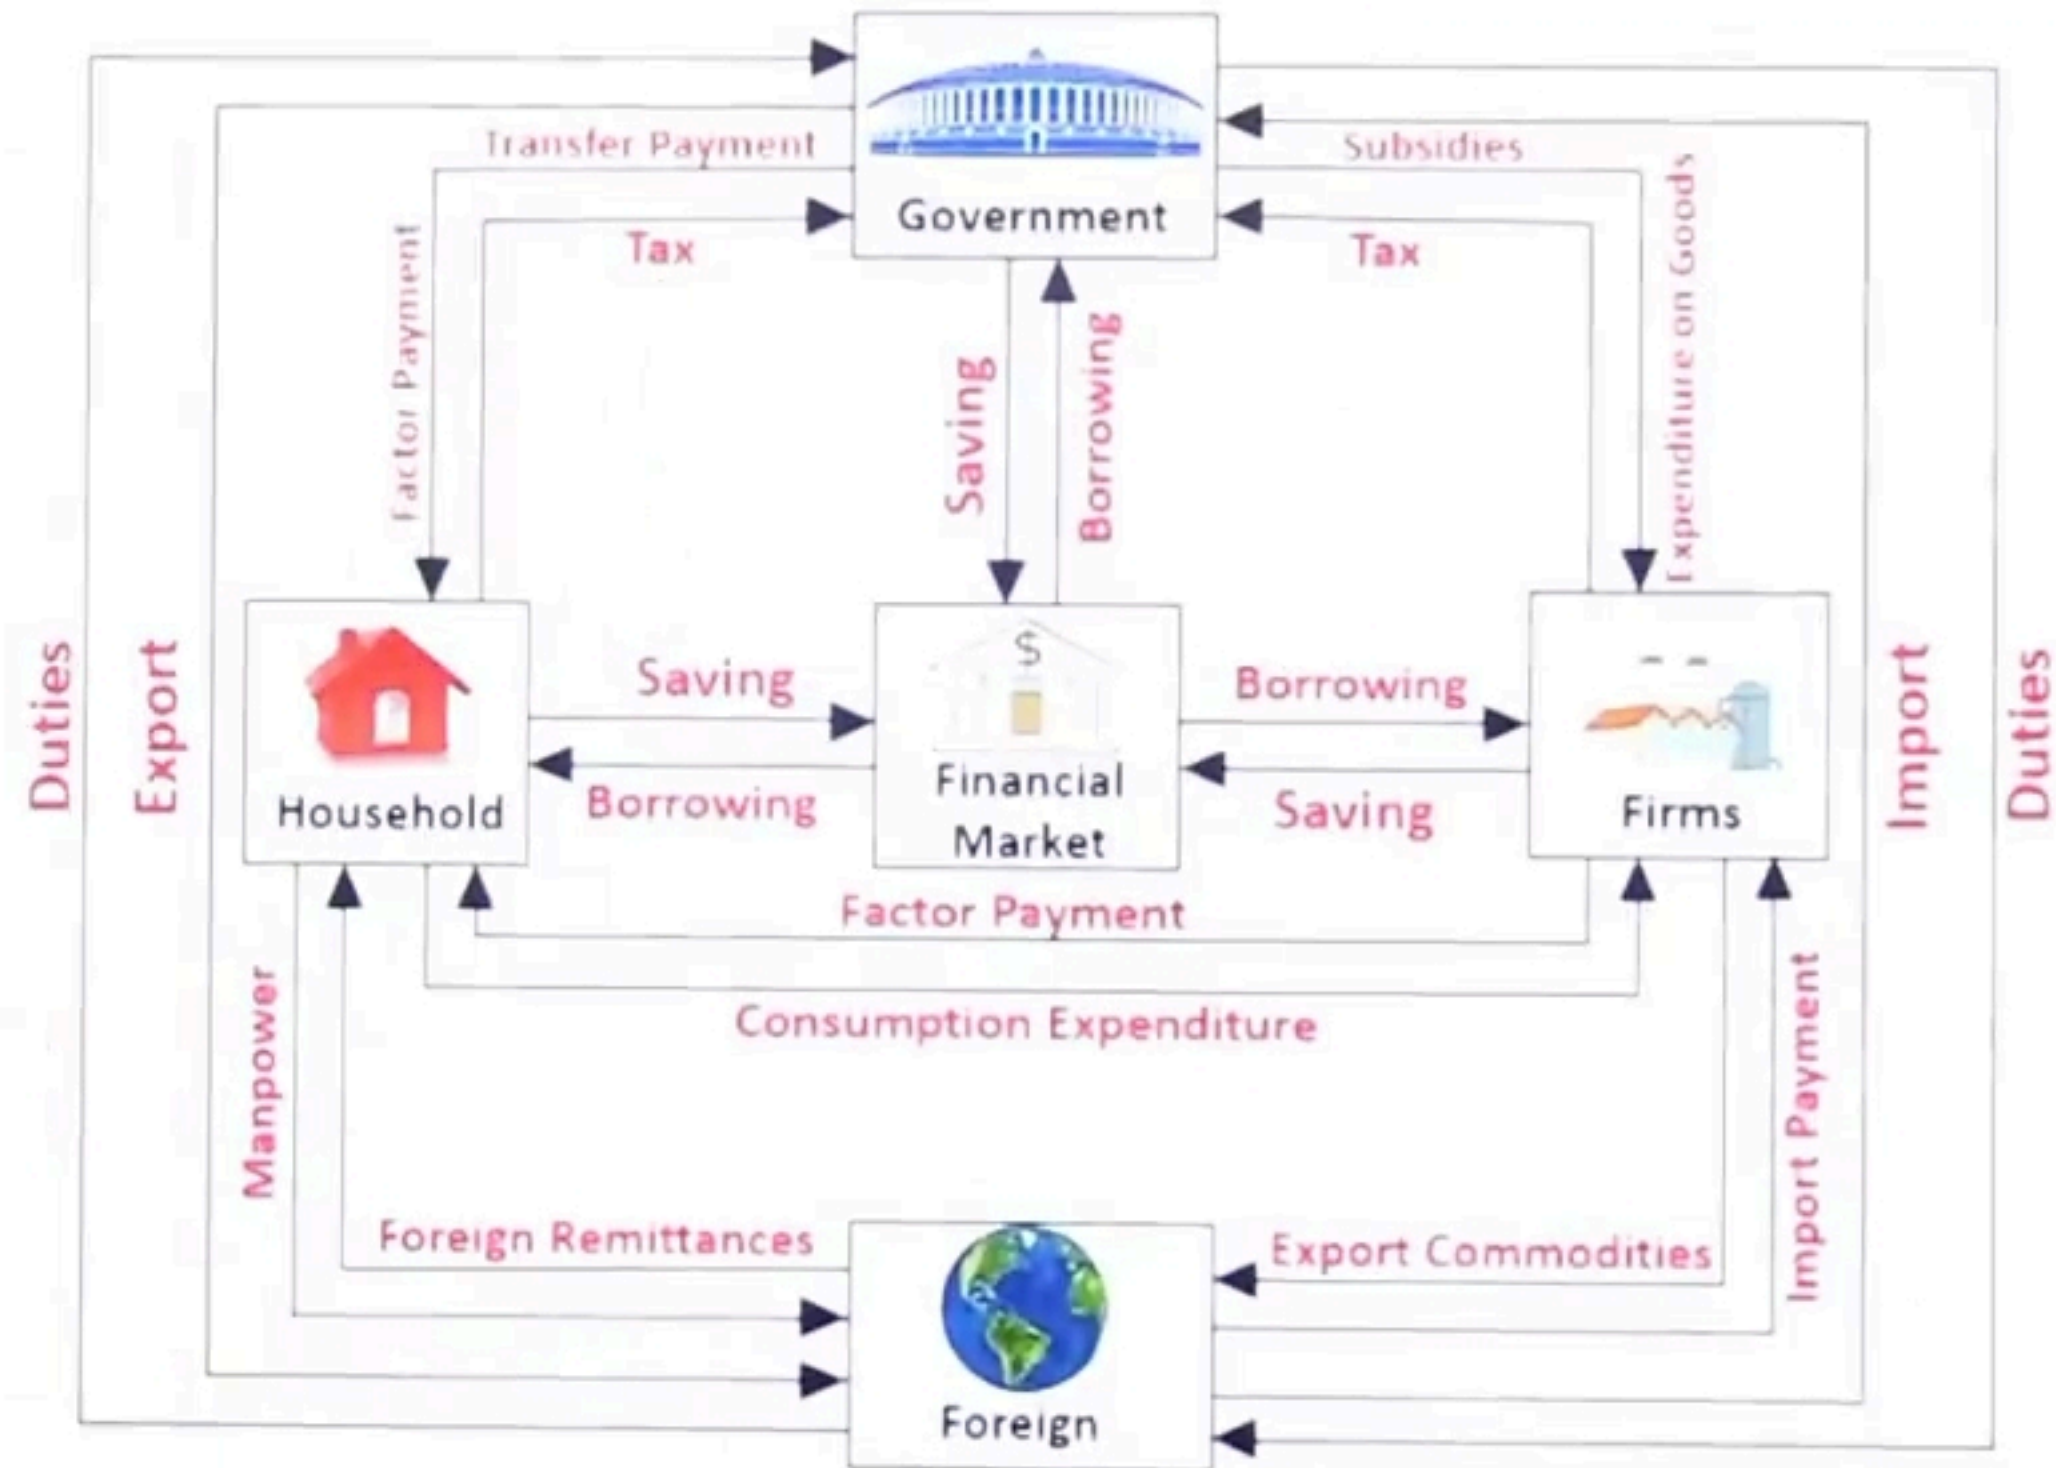 Transfer Payment
Subsidies
Government
Tax
Tax
Factor Payment
Expenditure on Goods
Saving
Borrowing
Duties
Export
Import
Duties
$
Saving
Borrowing
Household
Borrowing
Financial
Market
Saving
Firms
Factor Payment
Consumption Expenditure
Manpower
Import Payment
Foreign Remittances
Export Commodities
Foreign